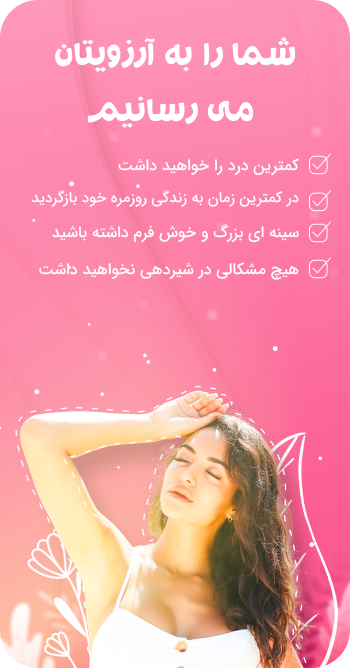 شما را به آرزویتان
می رسانیم
کمترین درد را خواهید داشت
در کمترین زمان به زندگی روزمره خود بازگردید
سینه ای بزرگ و خوش فرم داشته باشید
هیچ مشکالی در شیردهی نخواهید داشت